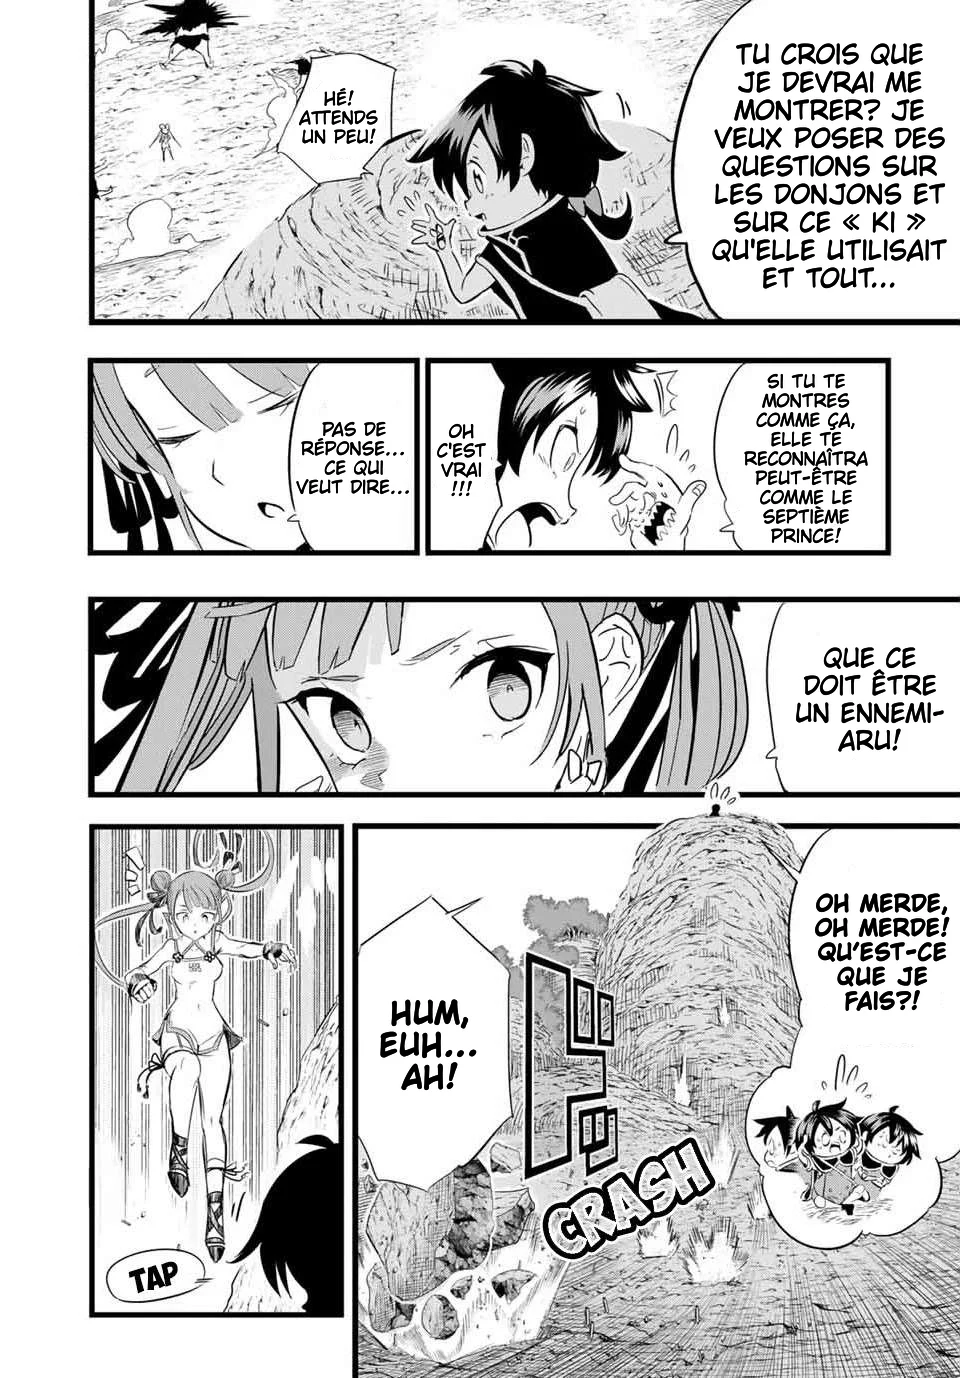 TU CROIS QUE
JE DEVRAI ME
MONTRER? JE
VEUX POSER DES
QUESTIONS SUR
LES DONJONS ET
SUR CE « KI »
QU'ELLE UTILISAIT
ET TOUT...
HÉ!
ATTENDS
UN PEU!
SI TU TE
MONTRES
COMME ÇA,
ELLE TE
RECONNAÎTRA
PEUT-ÊTRE
COMME LE
SEPTIÈME
PRINCE!
OH
C'EST
VRAI
!!!
PAS DE
RÉPONSE...
CE QUI
VEUT DIRE...
QUE CE
DOIT ÊTRE
UN ENNEMI-
ARU!
OH MERDE,
OH MERDE!
QU'EST-CE
QUE JE
FAIS?!
ドドド
CRASH
HUM,
EUH...
AH!
TAP